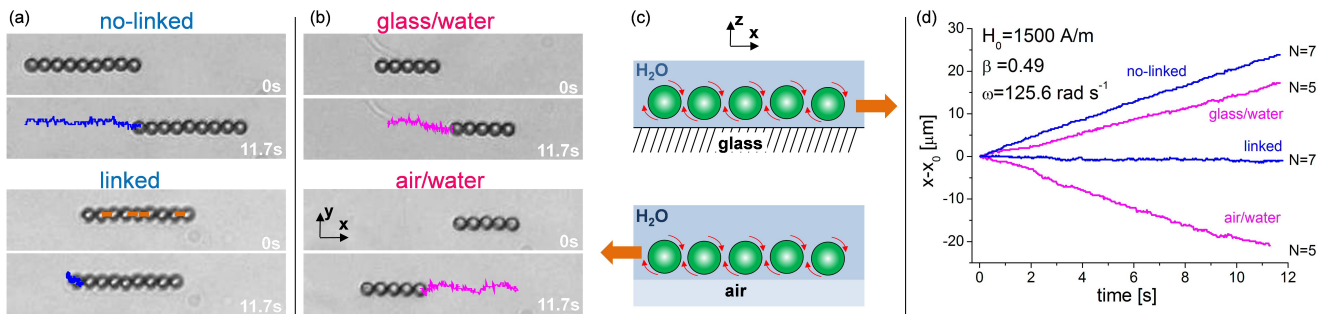 (a)
no-linked
0s
11.7s
linked
0s
11.7s
(b)
glass/water
0s
11.7s
air/water
y
x
0s
11.7s
(c)
z
x
H₂O
glass
H₂O
air
(d)
H₀=1500 A/m
β =0.49
ω=125.6 rad s⁻¹
no-linked
N=7
N=5
glass/water
linked
N=7
air/water
N=5
x-x₀ [μm]
30
20
10
0
-10
-20
0 2 4 6 8 10 12
time [s]